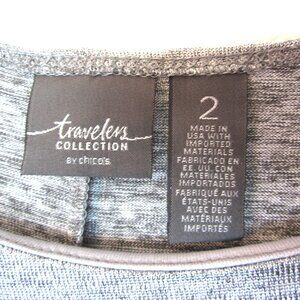 travelers
COLLECTION
BY CHICO'S
2
MADE IN
USA WITH
IMPORTED
MATERIALS
FABRICADO EN
EE. UU. CON
MATERIALES
IMPORTADOS
FABRIQUÉ AUX
ÉTATS-UNIS
AVEC DES
MATÉRIAUX
IMPORTÉS